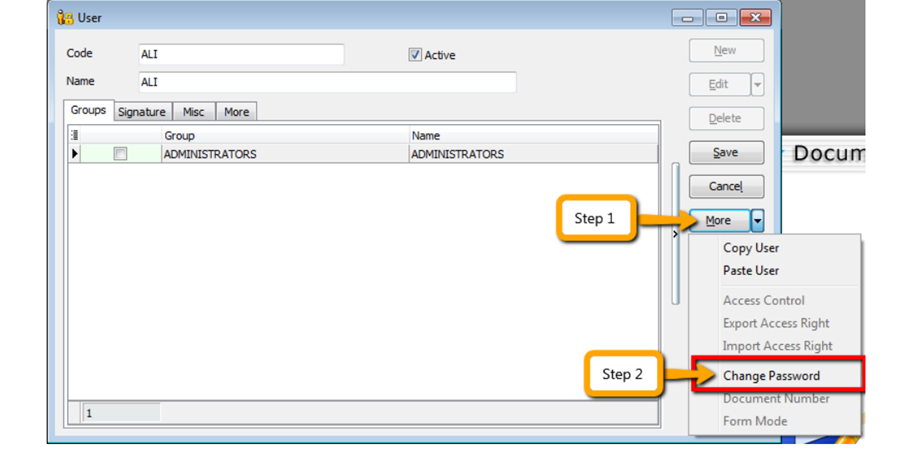 User
Code ALI Active
Name ALI
Groups Signature Misc More
Group Name
ADMINISTRATORS ADMINISTRATORS
1
New
Edit
Delete
Save
Cancel
More
Step 1
Copy User
Paste User
Access Control
Export Access Right
Import Access Right
Step 2
Change Password
Document Number
Form Mode
Docum